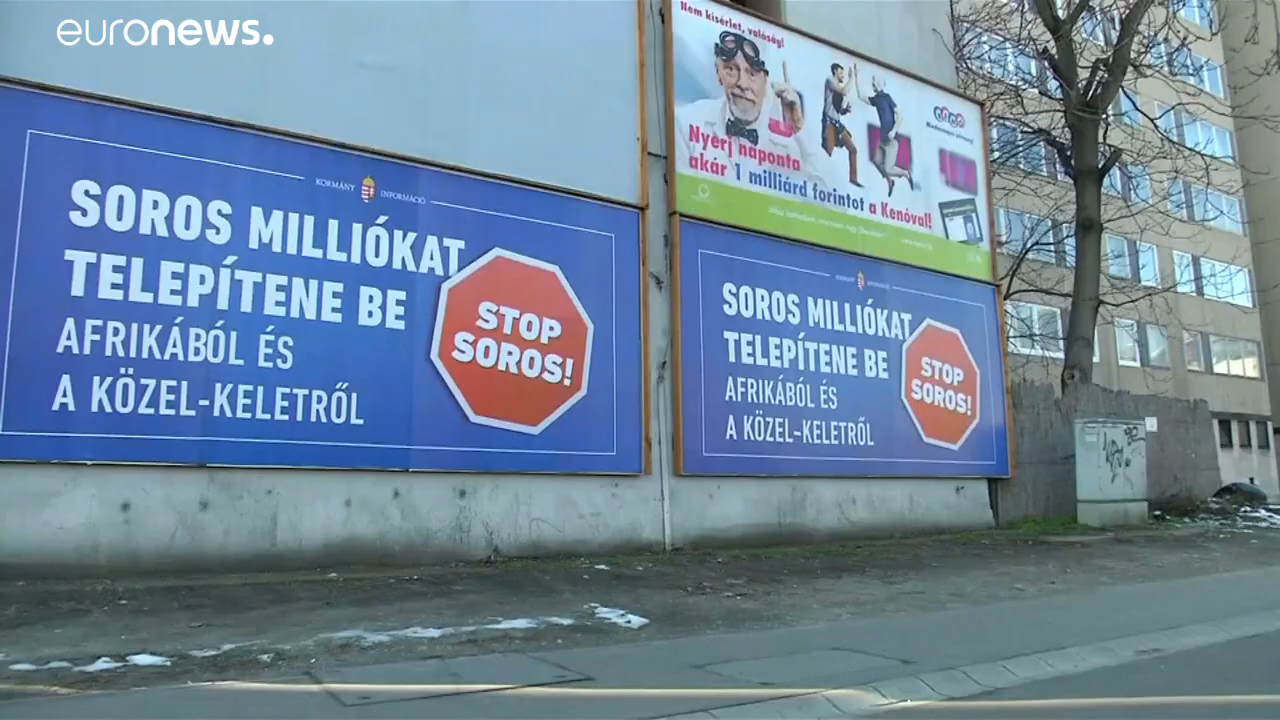 euronews.
KORMÁNY INFORMÁCIÓ
SOROS MILLIÓKAT
TELEPÍTENE BE
AFRIKÁBÓL ÉS
A KÖZEL-KELETRŐL
STOP
SOROS!
Nem kísérlet, valóság!
Nyerj naponta
akár 1 milliárd forintot a Kenóval!
SOROS MILLIÓKAT
TELEPÍTENE BE
AFRIKÁBÓL ÉS
A KÖZEL-KELETRŐL
STOP
SOROS!